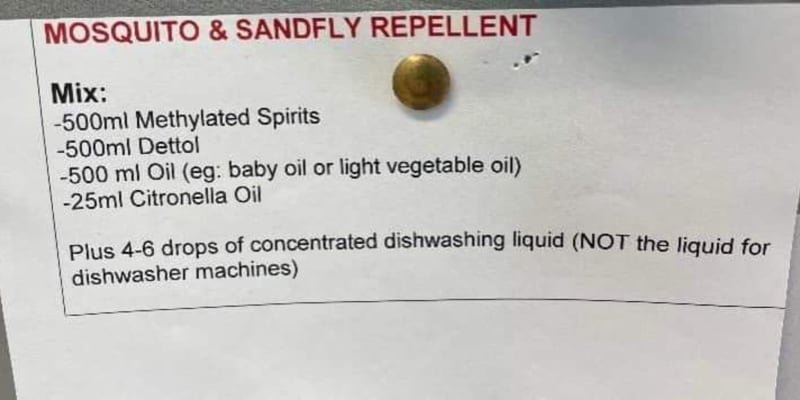 MOSQUITO & SANDFLY REPELLENT
Mix:
-500ml Methylated Spirits
-500ml Dettol
-500 ml Oil (eg: baby oil or light vegetable oil)
-25ml Citronella Oil
Plus 4-6 drops of concentrated dishwashing liquid (NOT the liquid for
dishwasher machines)